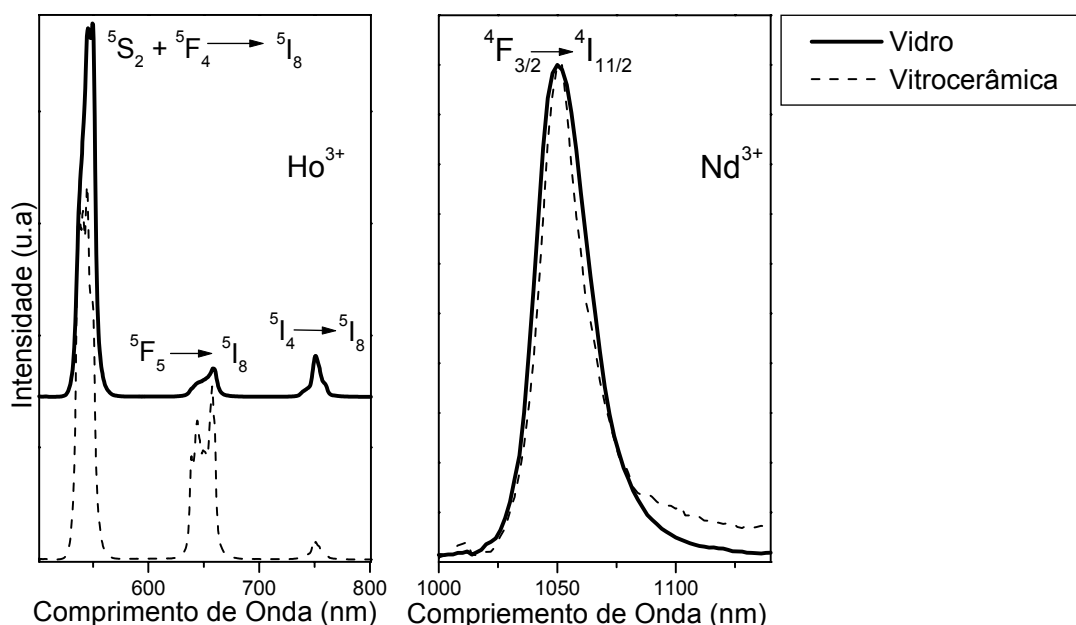 ⁵S₂ + ⁵F₄ → ⁵I₈
⁵F₅ → ⁵I₈
⁵I₄ → ⁵I₈
Ho³⁺
Intensidade (u.a)
600 700 800
Comprimento de Onda (nm)
⁴F₃/₂ → ⁴I₁₁/₂
Nd³⁺
1000 1050 1100
Compriemento de Onda (nm)
Vidro
Vitrocerâmica